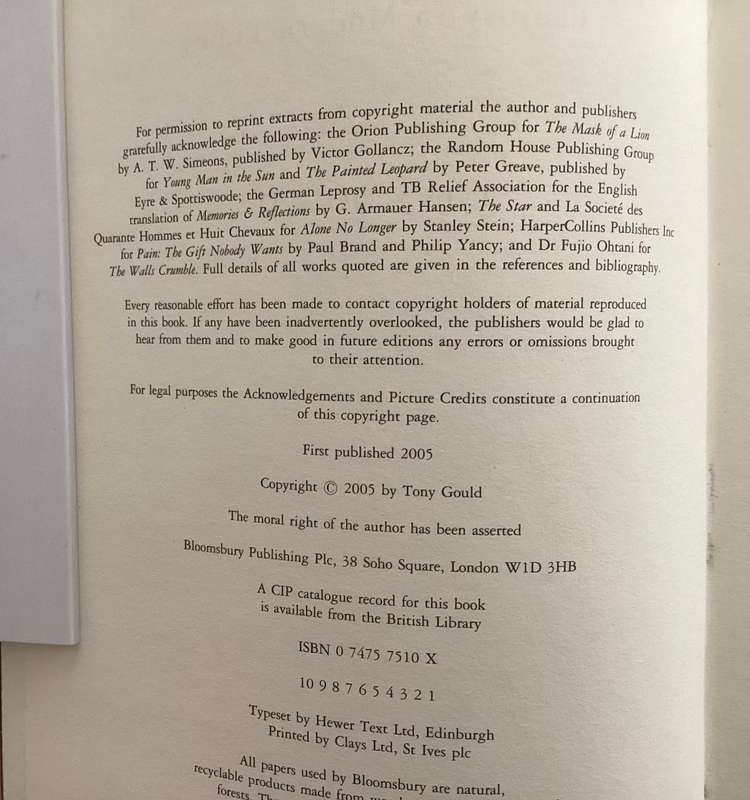 For permission to reprint extracts from copyright material the author and publishers
gratefully acknowledge the following: the Orion Publishing Group for The Mask of a Lion
by A. T. W. Simeons, published by Victor Gollancz; the Random House Publishing Group
for Young Man in the Sun and The Painted Leopard by Peter Greave, published by
Eyre & Spottiswoode; the German Leprosy and TB Relief Association for the English
translation of Memories & Reflections by G. Armauer Hansen; The Star and La Societé des
Quarante Hommes et Huit Chevaux for Alone No Longer by Stanley Stein; HarperCollins Publishers Inc
for Pain: The Gift Nobody Wants by Paul Brand and Philip Yancy; and Dr Fujio Ohtani for
The Walls Crumble. Full details of all works quoted are given in the references and bibliography.
Every reasonable effort has been made to contact copyright holders of material reproduced
in this book. If any have been inadvertently overlooked, the publishers would be glad to
hear from them and to make good in future editions any errors or omissions brought
to their attention.
For legal purposes the Acknowledgements and Picture Credits constitute a continuation
of this copyright page.
First published 2005
Copyright © 2005 by Tony Gould
The moral right of the author has been asserted
Bloomsbury Publishing Plc, 38 Soho Square, London W1D 3HB
A CIP catalogue record for this book
is available from the British Library
ISBN 0 7475 7510 X
10 9 8 7 6 5 4 3 2 1
Typeset by Hewer Text Ltd, Edinburgh
Printed by Clays Ltd, St Ives plc
All papers used by Bloomsbury are natural,
recyclable products made from
forests.